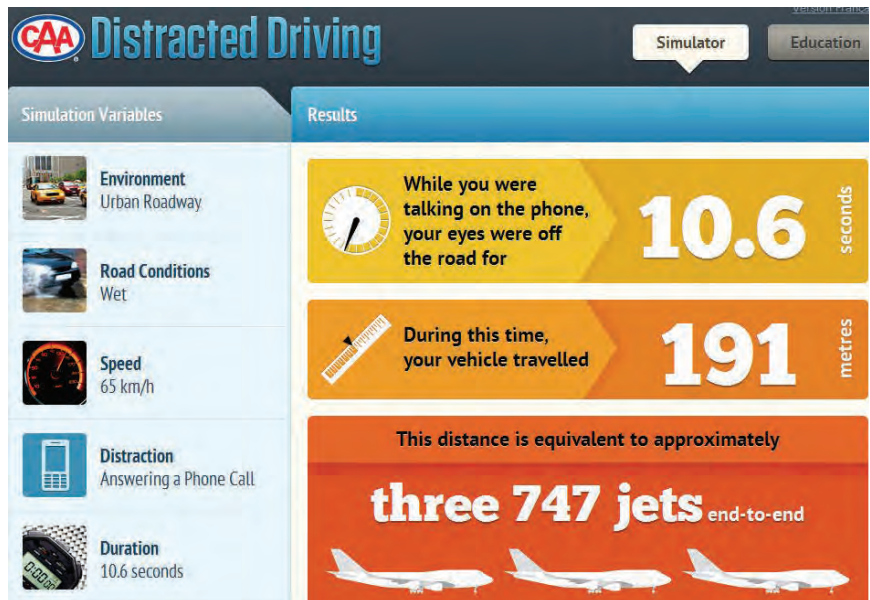 CAA Distracted Driving
Version França
Simulator
Education
Simulation Variables
Results
Environment
Urban Roadway
Road Conditions
Wet
Speed
65 km/h
Distraction
Answering a Phone Call
Duration
10.6 seconds
While you were
talking on the phone,
your eyes were off
the road for
10.6
seconds
During this time,
your vehicle travelled
191
metres
This distance is equivalent to approximately
three 747 jets end-to-end